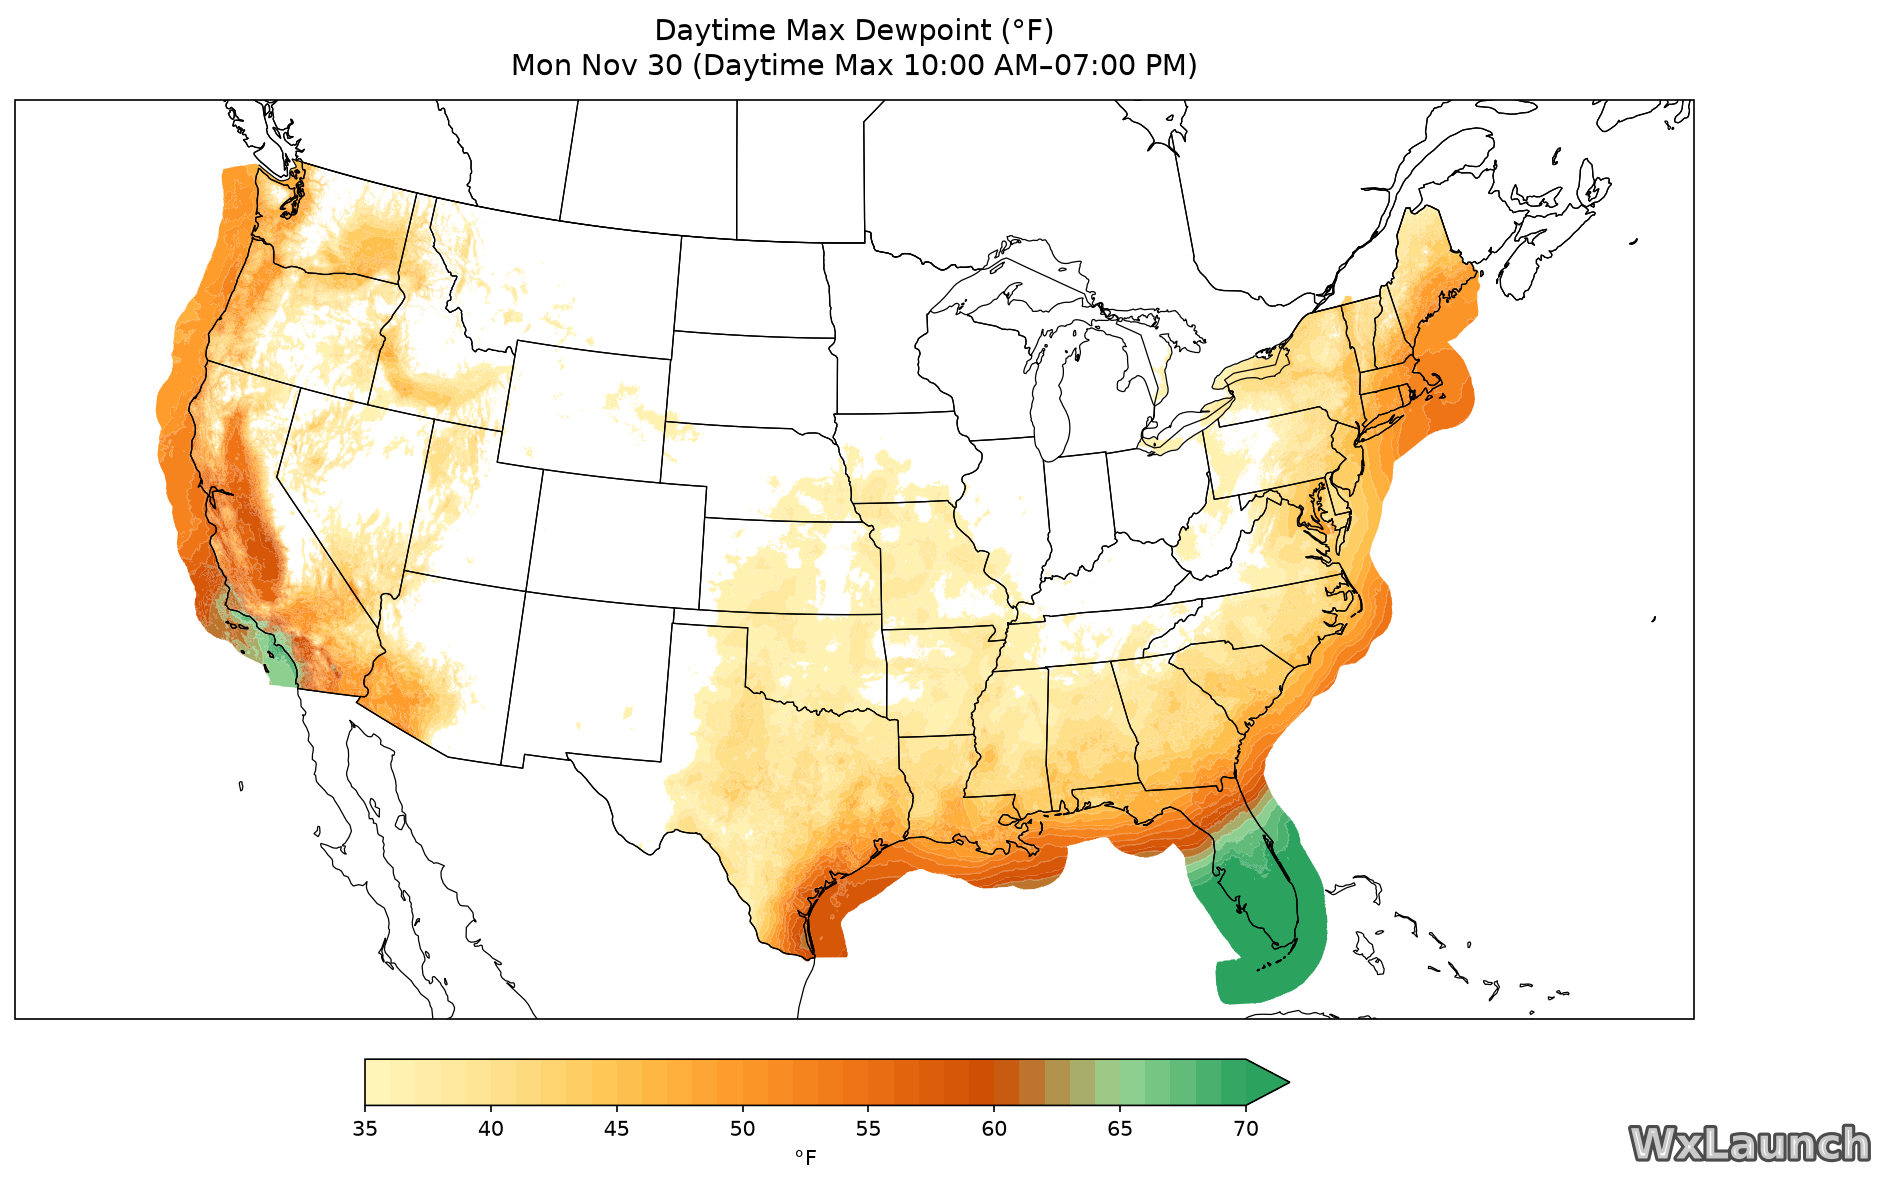 Daytime Max Dewpoint (°F)
Mon Nov 30 (Daytime Max 10:00 AM–07:00 PM)
35 40 45 50 55 60 65 70
°F
WxLaunch